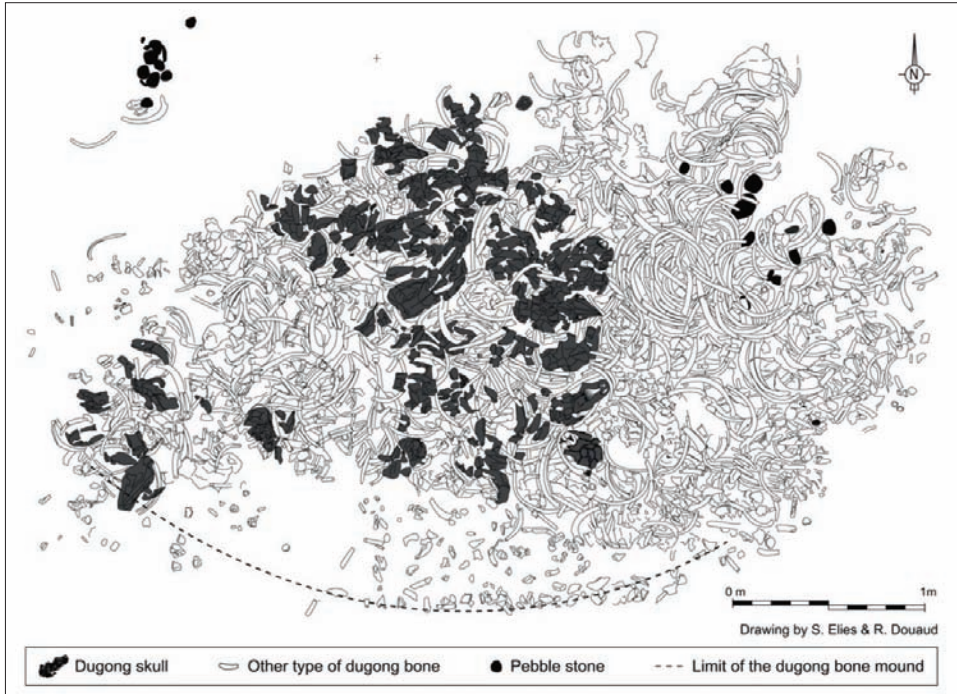 N
0 m 1m
Drawing by S. Elies & R. Douaud
Dugong skull Other type of dugong bone Pebble stone Limit of the dugong bone mound